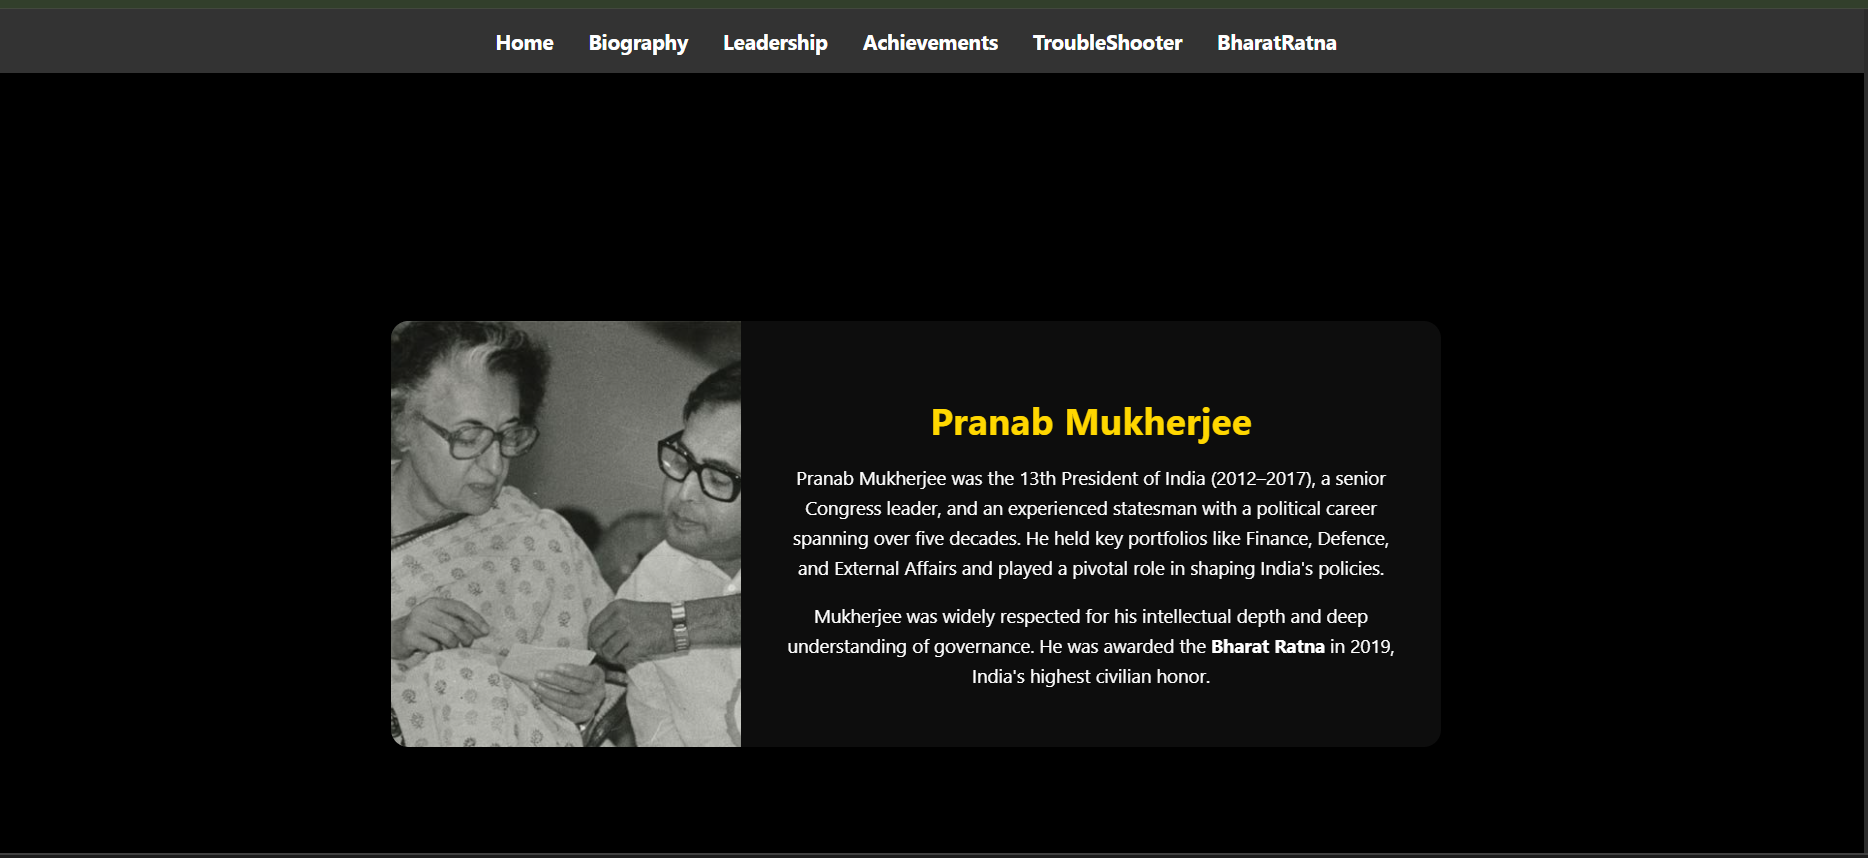 Home Biography Leadership Achievements TroubleShooter BharatRatna
Pranab Mukherjee
Pranab Mukherjee was the 13th President of India (2012–2017), a senior
Congress leader, and an experienced statesman with a political career
spanning over five decades. He held key portfolios like Finance, Defence,
and External Affairs and played a pivotal role in shaping India's policies.
Mukherjee was widely respected for his intellectual depth and deep
understanding of governance. He was awarded the Bharat Ratna in 2019,
India's highest civilian honor.